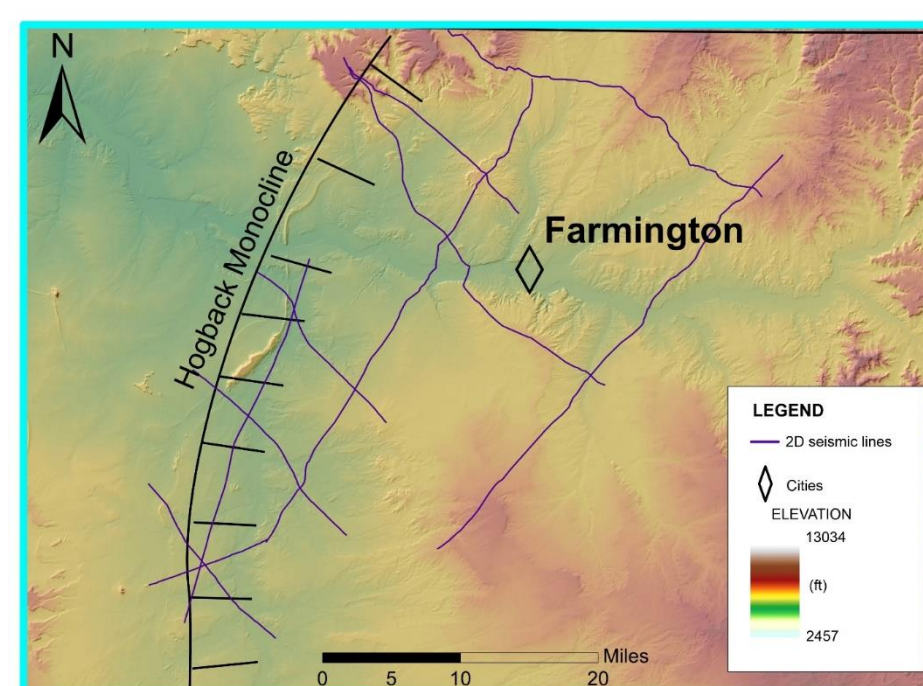 N
Hogback Monocline
Farmington
LEGEND
2D seismic lines
Cities
ELEVATION
13034
(ft)
2457
Miles
0 5 10 20